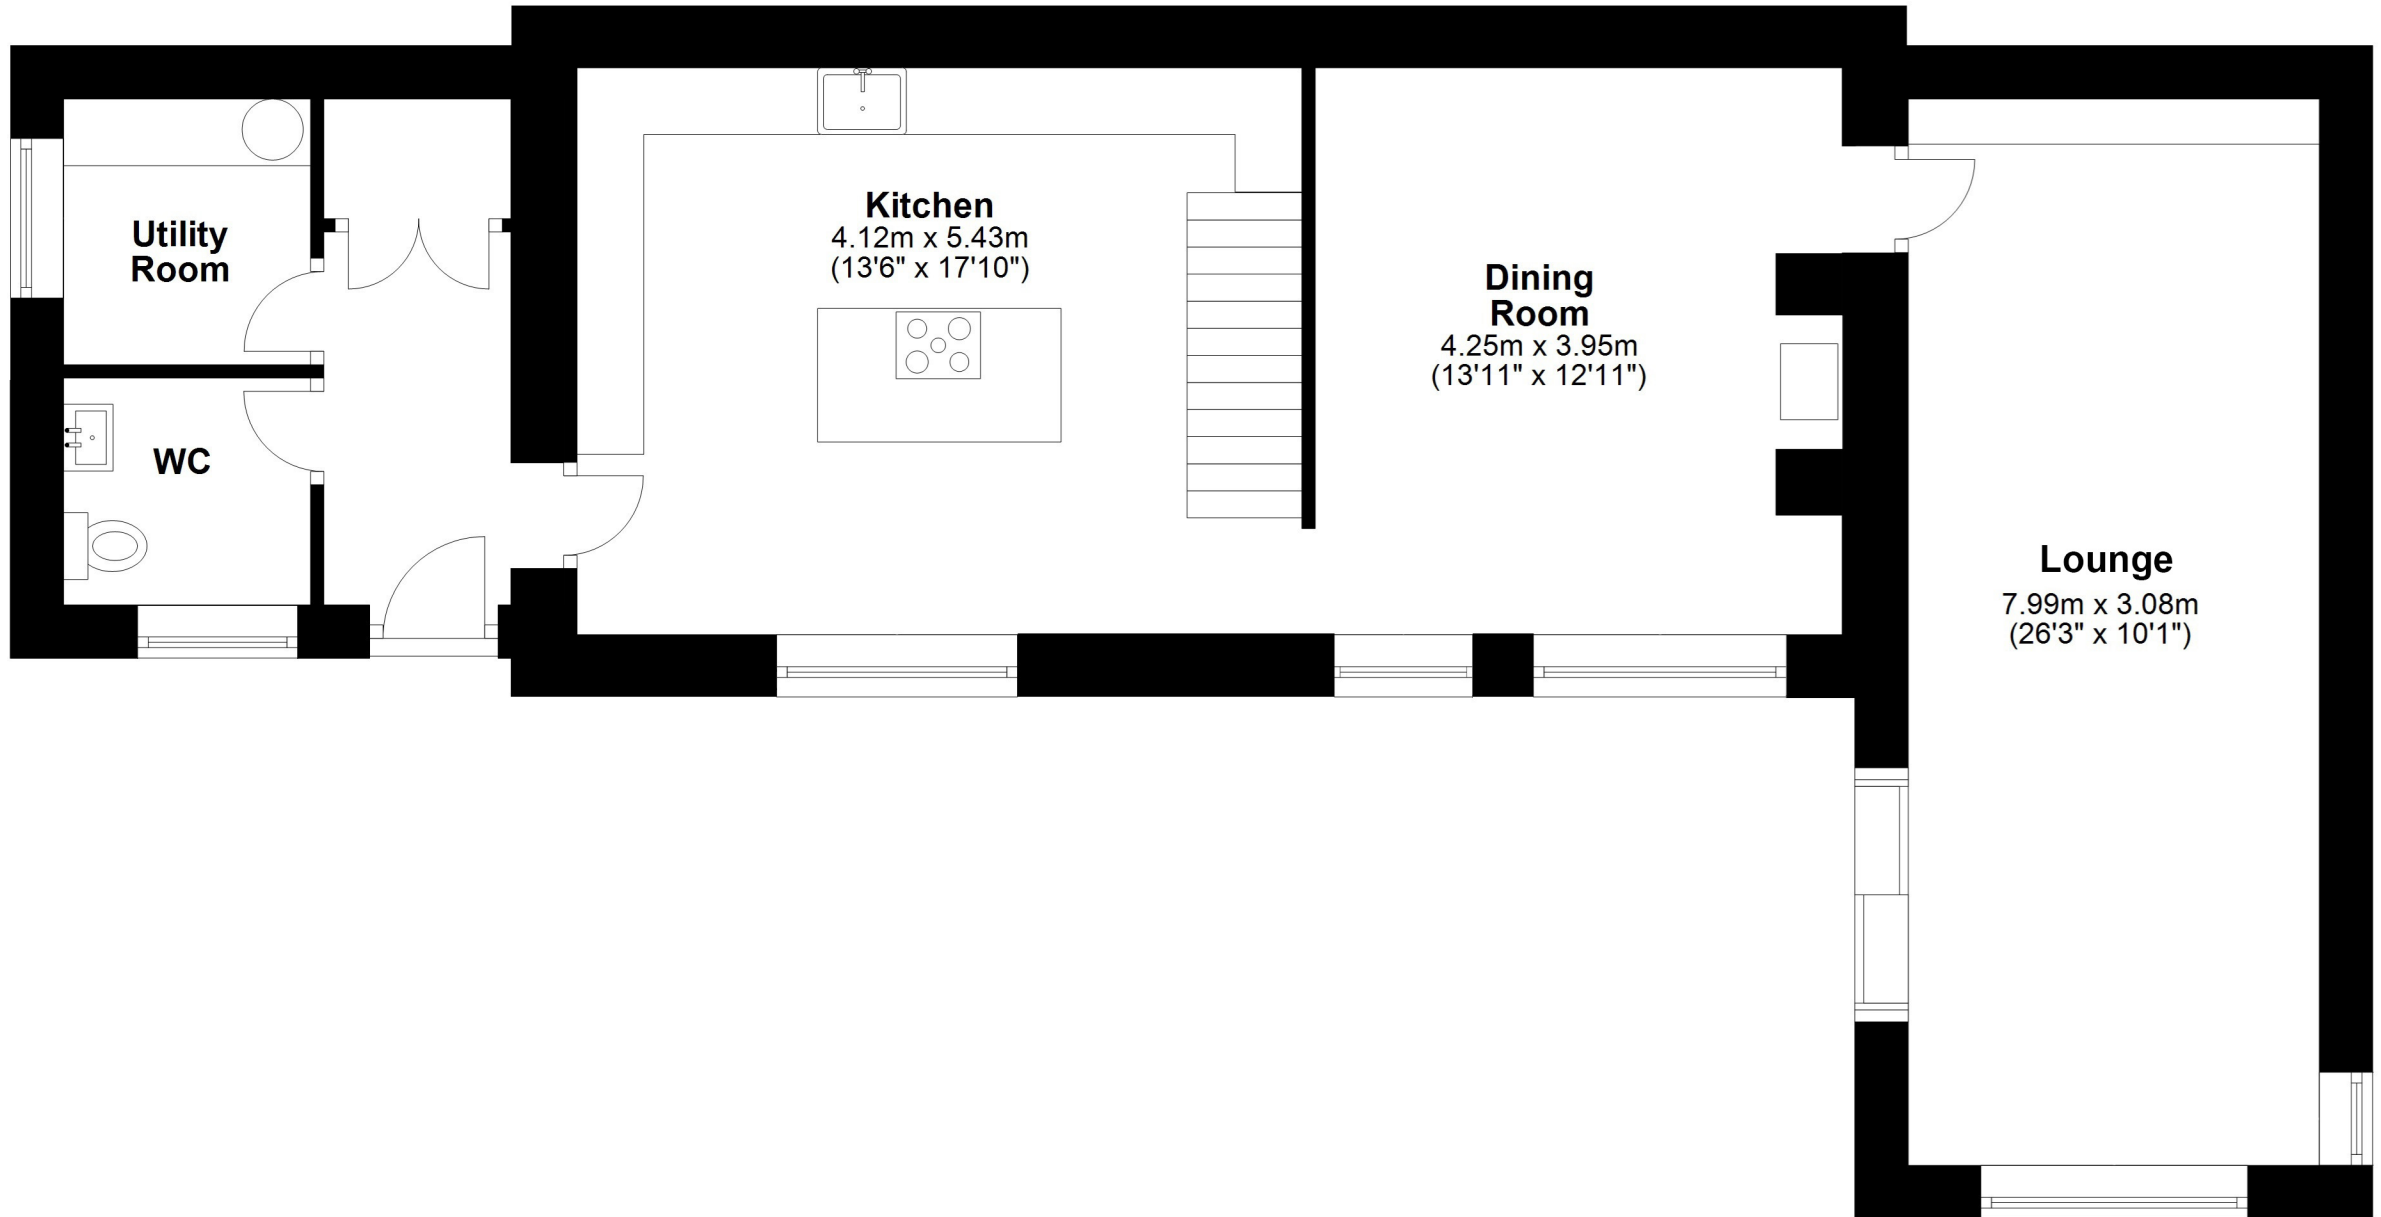 Utility
Room
WC
Kitchen
4.12m x 5.43m
(13'6" x 17'10")
Dining
Room
4.25m x 3.95m
(13'11" x 12'11")
Lounge
7.99m x 3.08m
(26'3" x 10'1")